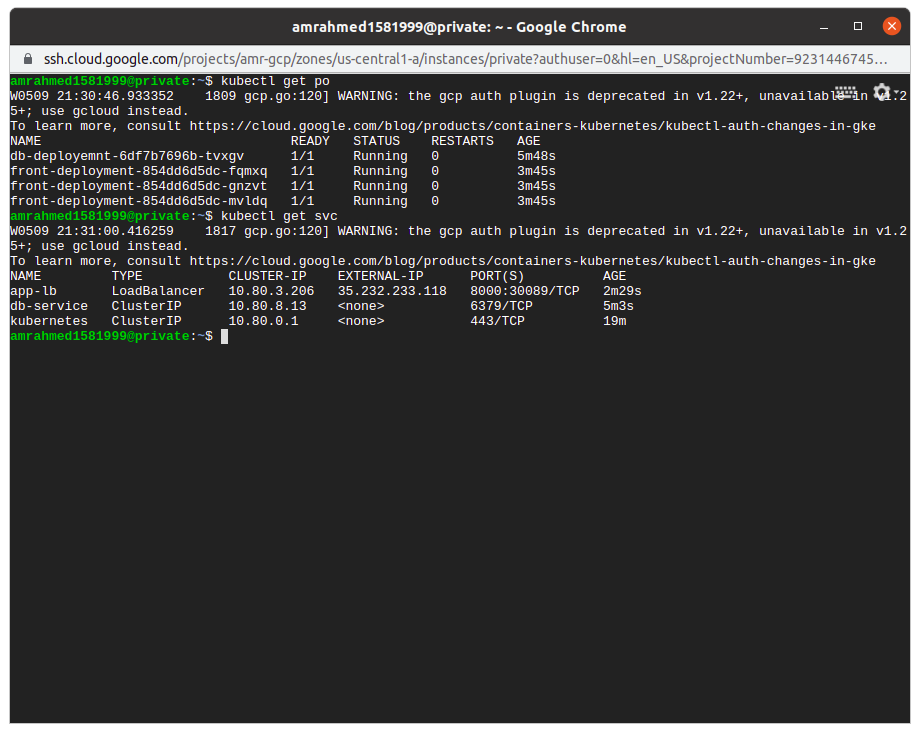 amrahmed1581999@private: ~ - Google Chrome
ssh.cloud.google.com/projects/amr-gcp/zones/us-central1-a/instances/private?authuser=0&hl=en_US&projectNumber=9231446745...
amrahmed1581999@private:~$ kubectl get po
W0509 21:30:46.933352    1809 gcp.go:120] WARNING: the gcp auth plugin is deprecated in v1.22+, unavailable in v1.2
5+; use gcloud instead.
To learn more, consult https://cloud.google.com/blog/products/containers-kubernetes/kubectl-auth-changes-in-gke
NAME                                READY   STATUS    RESTARTS   AGE
db-deployemnt-6df7b7696b-tvxgv      1/1     Running   0          5m48s
front-deployment-854dd6d5dc-fqmxq   1/1     Running   0          3m45s
front-deployment-854dd6d5dc-gnzvt   1/1     Running   0          3m45s
front-deployment-854dd6d5dc-mvldq   1/1     Running   0          3m45s
amrahmed1581999@private:~$ kubectl get svc
W0509 21:31:00.416259    1817 gcp.go:120] WARNING: the gcp auth plugin is deprecated in v1.22+, unavailable in v1.2
5+; use gcloud instead.
To learn more, consult https://cloud.google.com/blog/products/containers-kubernetes/kubectl-auth-changes-in-gke
NAME         TYPE           CLUSTER-IP    EXTERNAL-IP      PORT(S)          AGE
app-lb       LoadBalancer   10.80.3.206   35.232.233.118   8000:30089/TCP   2m29s
db-service   ClusterIP      10.80.8.13    <none>           6379/TCP         5m3s
kubernetes   ClusterIP      10.80.0.1     <none>           443/TCP          19m
amrahmed1581999@private:~$